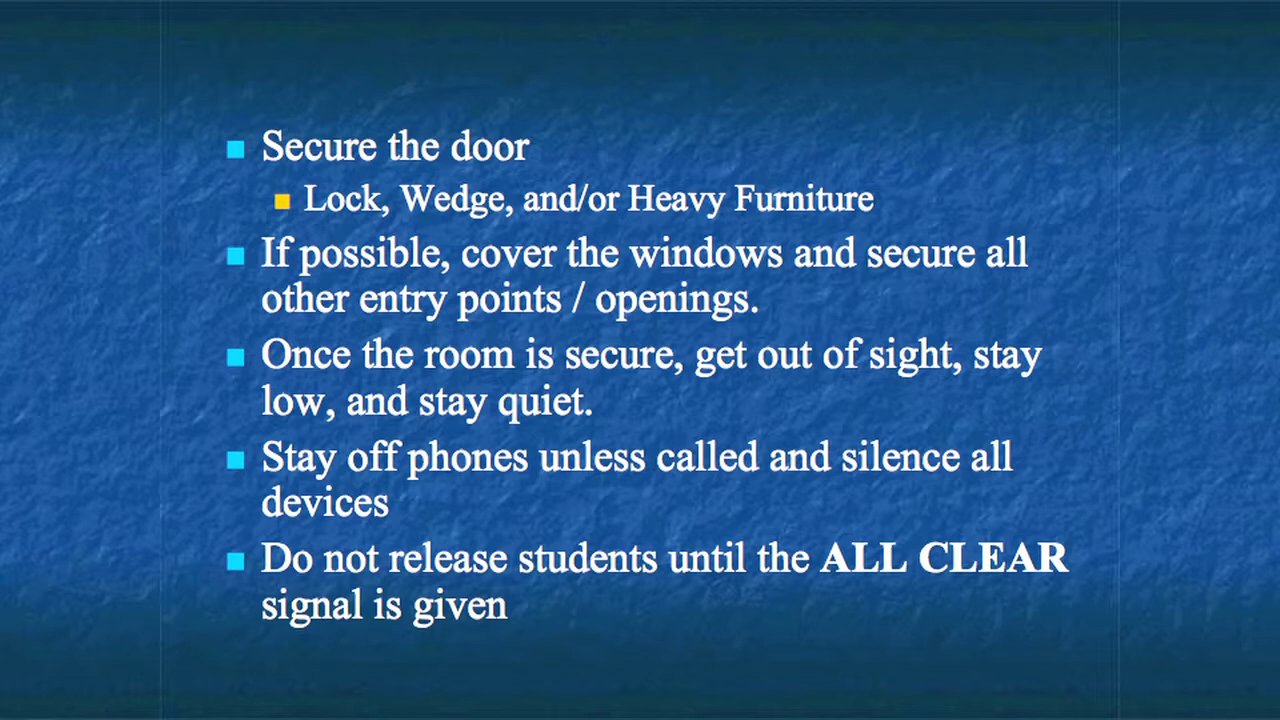 Secure the door
Lock, Wedge, and/or Heavy Furniture
If possible, cover the windows and secure all
other entry points / openings.
Once the room is secure, get out of sight, stay
low, and stay quiet.
Stay off phones unless called and silence all
devices
Do not release students until the ALL CLEAR
signal is given